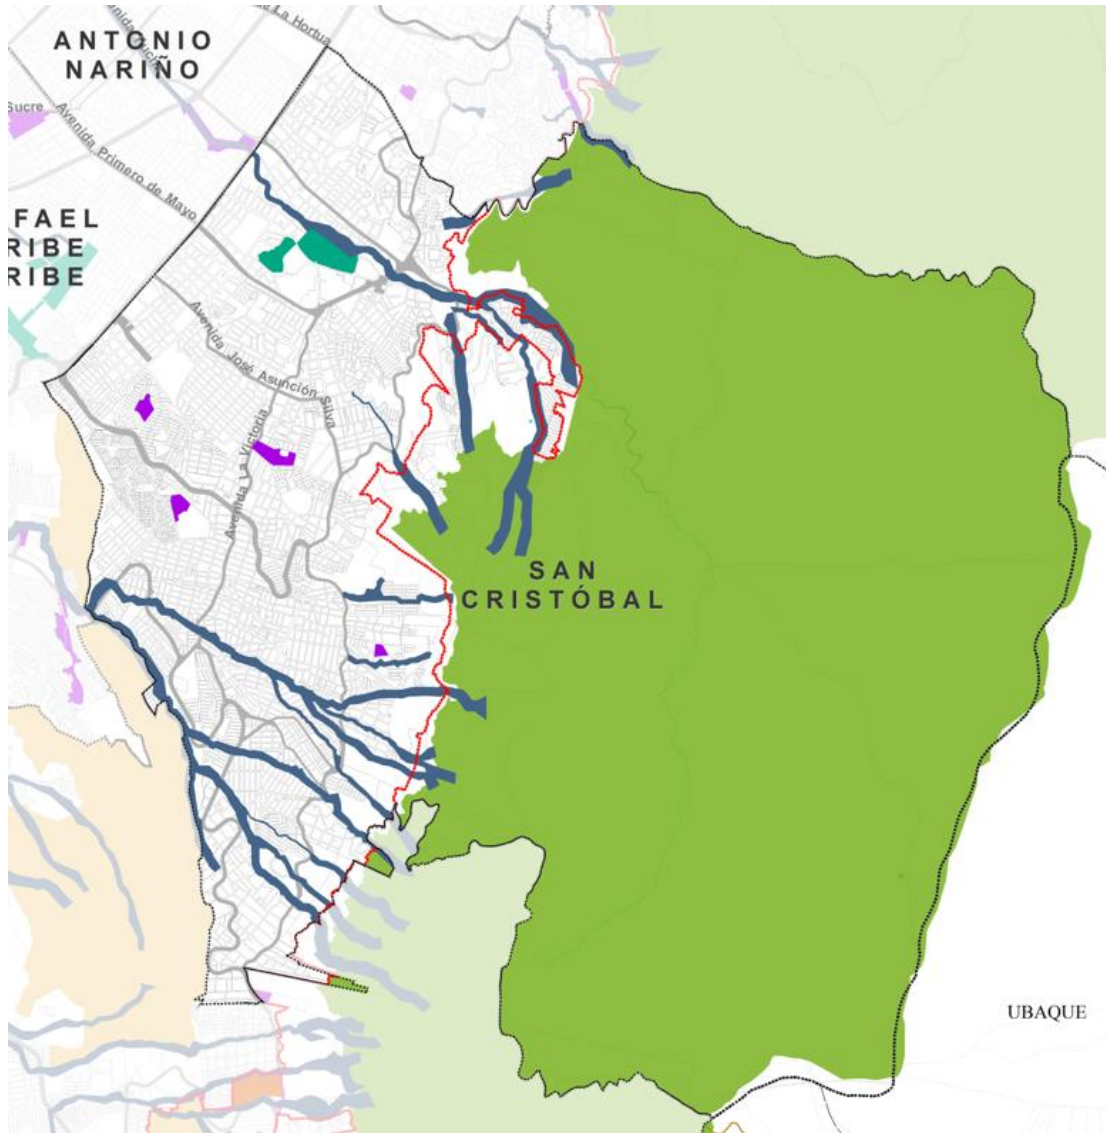 ANTONIO
NARIÑO
La Hortua
Sucre
Avenida Primero de Mayo
FAEL
RIBE
RIBE
Avenida José Asunción Silva
Avenida La Victoria
SAN
CRISTÓBAL
UBAQUE